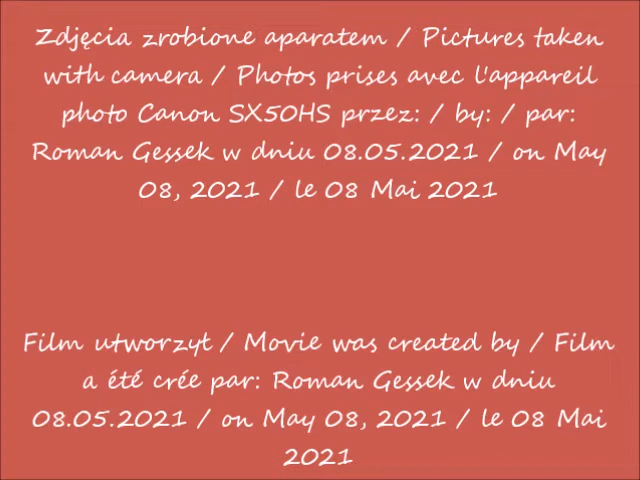 Zdjęcia zrobione aparatem / Pictures taken
with camera / Photos prises avec l'appareil
photo Canon SX50HS przez: / by: / par:
Roman Gessek w dniu 08.05.2021 / on May
08, 2021 / le 08 Mai 2021
Film utworzył / Movie was created by / Film
a été crée par: Roman Gessek w dniu
08.05.2021 / on May 08, 2021 / le 08 Mai
2021